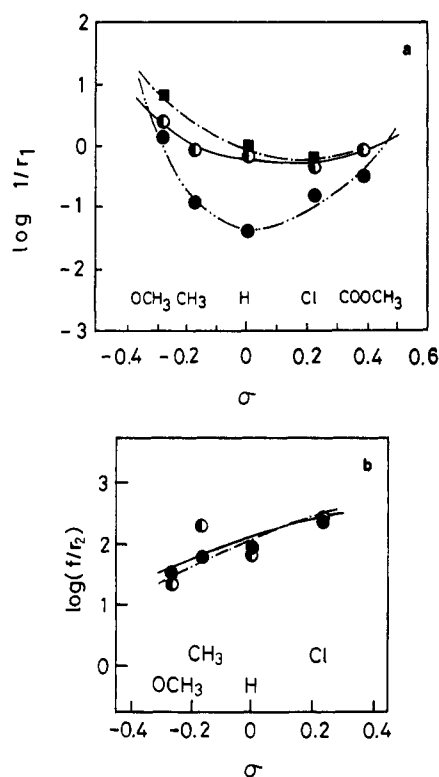 a
log 1/r₁
2
1
0
-1
-2
-3
OCH₃ CH₃ H Cl COOCH₃
-0.4 -0.2 0 0.2 0.4 0.6
σ
b
log(f/r₂)
3
2
1
0
CH₃ Cl
OCH₃ H
-0.4 -0.2 0 0.2 0.4
σ